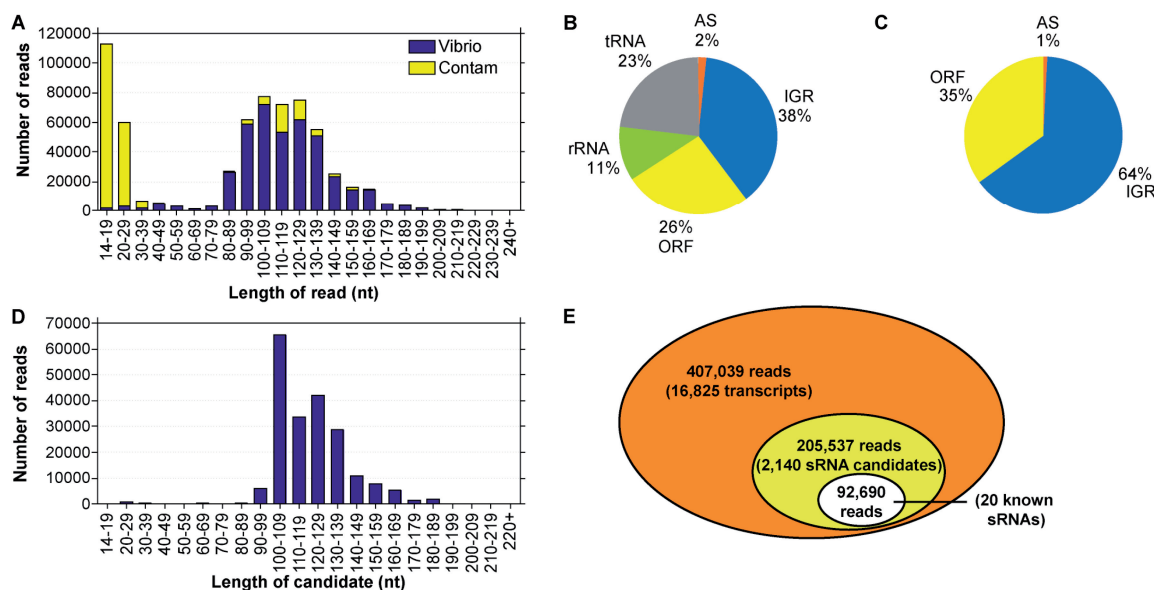 A
Number of reads
120000
100000
80000
60000
40000
20000
0
Vibrio
Contam
14-19
20-29
30-39
40-49
50-59
60-69
70-79
80-89
90-99
100-109
110-119
120-129
130-139
140-149
150-159
160-169
170-179
180-189
190-199
200-209
210-219
220-229
230-239
240+
Length of read (nt)
B
AS
2%
tRNA
23%
IGR
38%
rRNA
11%
26%
ORF
C
AS
1%
ORF
35%
64%
IGR
D
Number of reads
70000
60000
50000
40000
30000
20000
10000
0
14-19
20-29
30-39
40-49
50-59
60-69
70-79
80-89
90-99
100-109
110-119
120-129
130-139
140-149
150-159
160-169
170-179
180-189
190-199
200-209
210-219
220+
Length of candidate (nt)
E
407,039 reads
(16,825 transcripts)
205,537 reads
(2,140 sRNA candidates)
92,690
reads
(20 known
sRNAs)